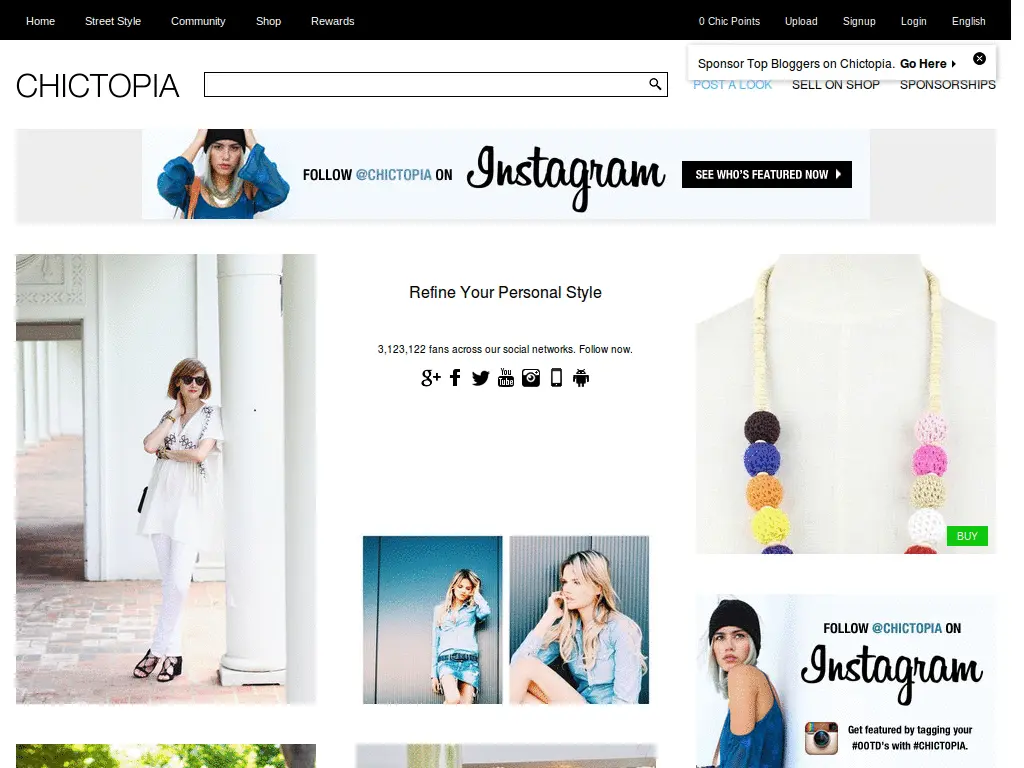 Home Street Style Community Shop Rewards 0 Chic Points Upload Signup Login English
Sponsor Top Bloggers on Chictopia. Go Here
CHICTOPIA
POST A LOOK SELL ON SHOP SPONSORSHIPS
FOLLOW @CHICTOPIA ON Instagram SEE WHO'S FEATURED NOW
Refine Your Personal Style
3,123,122 fans across our social networks. Follow now.
g+ You Tube
BUY
FOLLOW @CHICTOPIA ON
Instagram
Get featured by tagging your
#OOTD's with #CHICTOPIA.